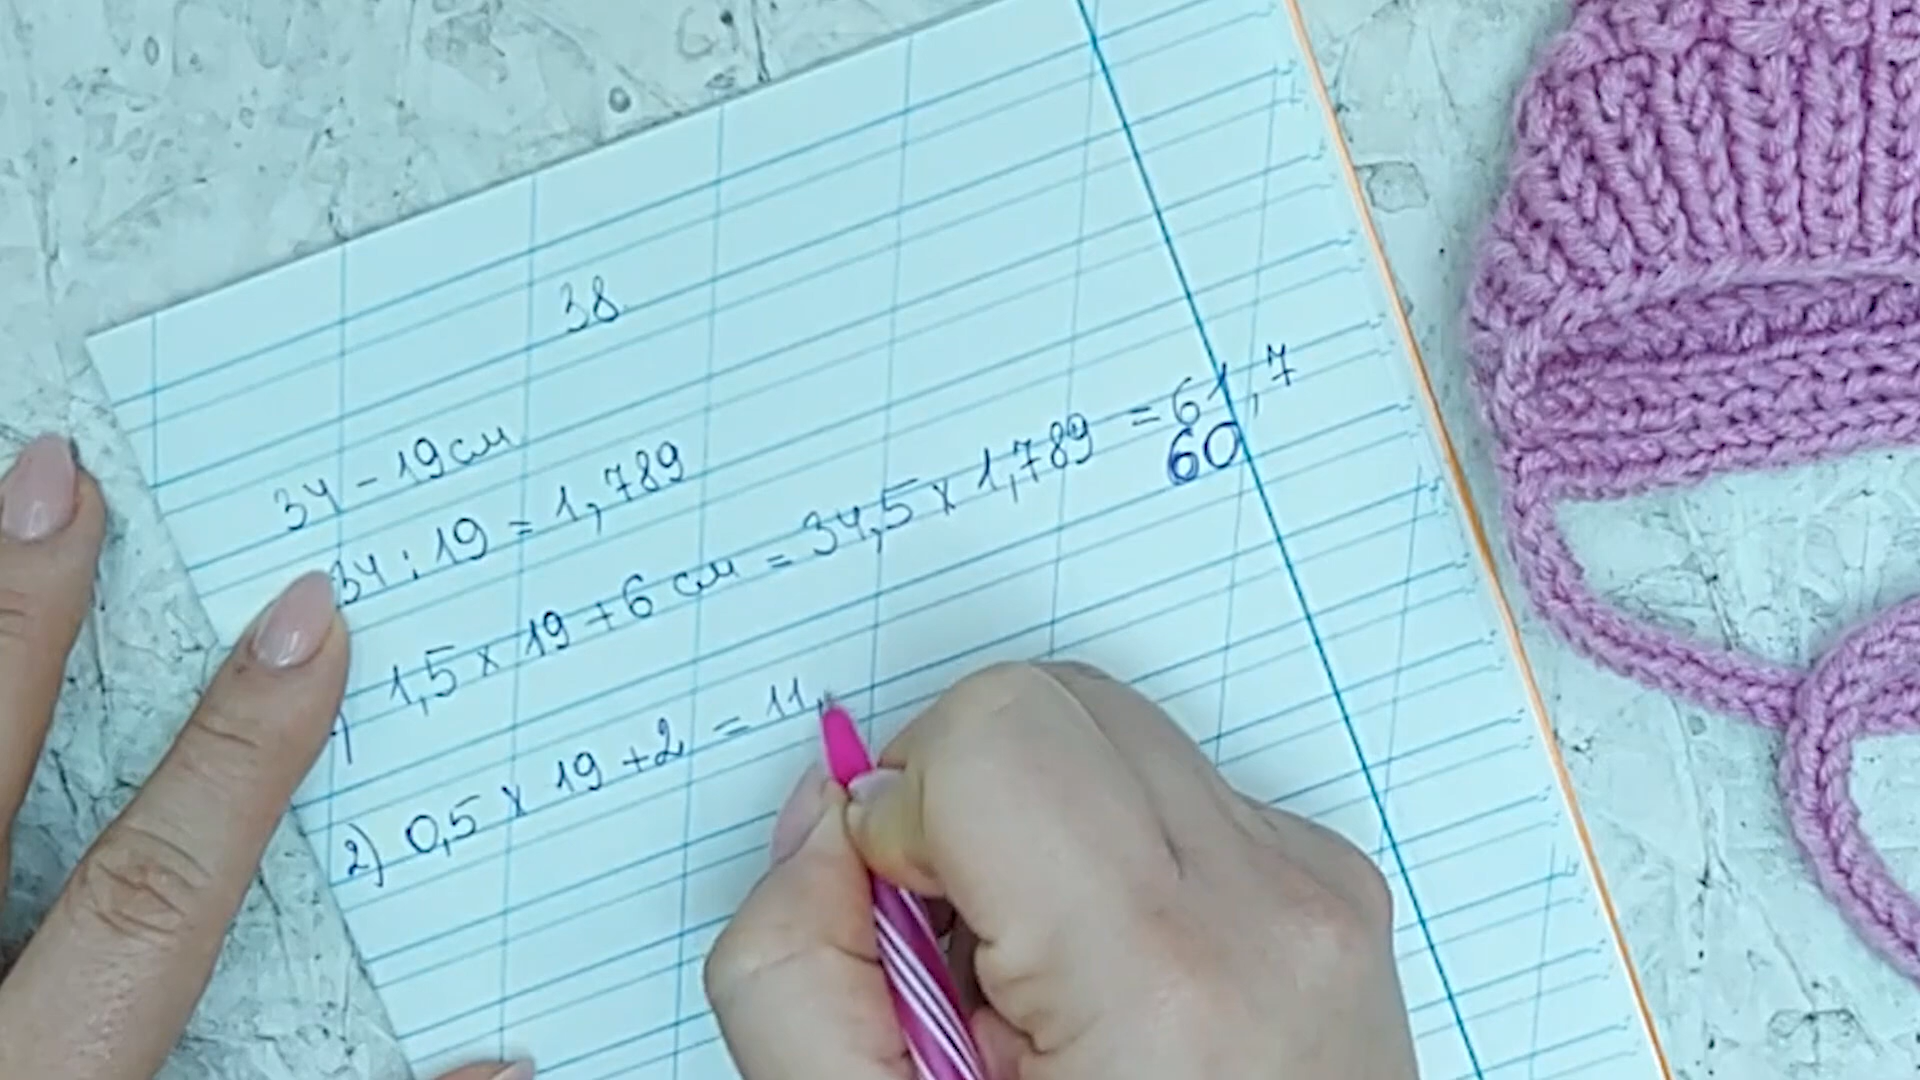 38
34 - 19 см
34 : 19 = 1,789
1) 1,5 x 19 + 6 см = 34,5 x 1,789 = 61,7
60
2) 0,5 x 19 + 2 = 11,